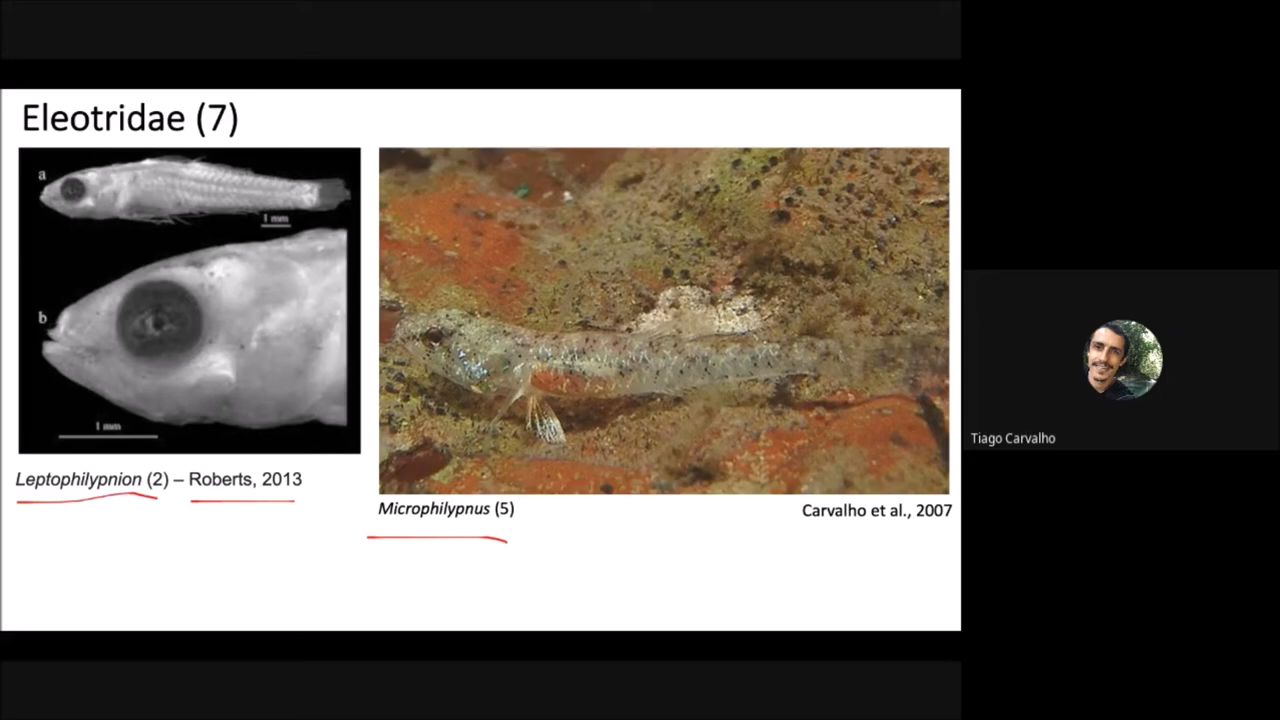 Eleotridae (7)
a
1 mm
b
1 mm
Leptophilypnion (2) – Roberts, 2013
Microphilypnus (5)
Carvalho et al., 2007
Tiago Carvalho